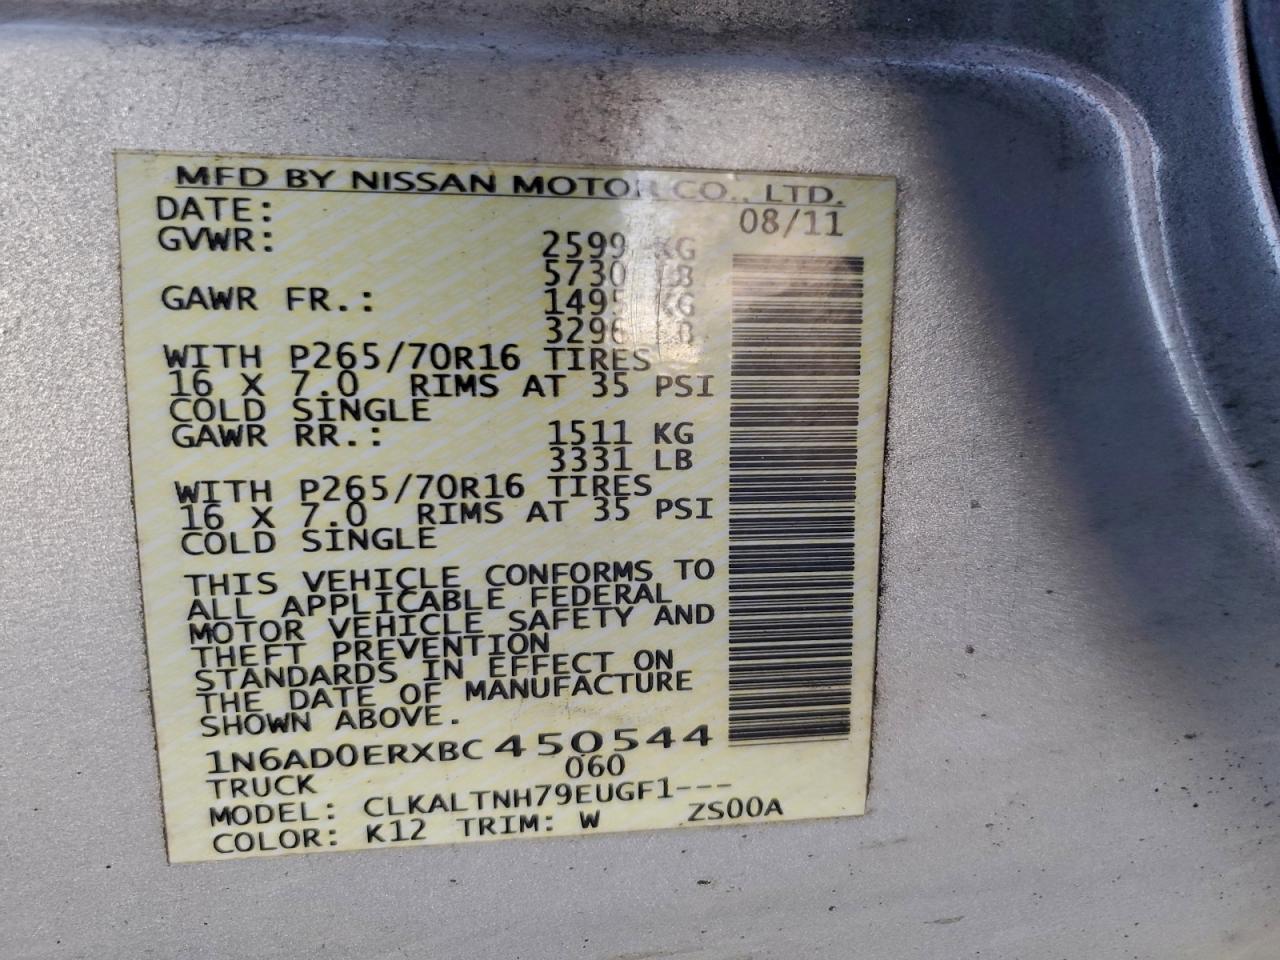 MFD BY NISSAN MOTOR CO., LTD.
DATE: 08/11
GVWR: 2599 KG
5730 LB
GAWR FR.: 1495 KG
3296 LB
WITH P265/70R16 TIRES
16 X 7.0 RIMS AT 35 PSI
COLD SINGLE
GAWR RR.: 1511 KG
3331 LB
WITH P265/70R16 TIRES
16 X 7.0 RIMS AT 35 PSI
COLD SINGLE
THIS VEHICLE CONFORMS TO
ALL APPLICABLE FEDERAL
MOTOR VEHICLE SAFETY AND
THEFT PREVENTION
STANDARDS IN EFFECT ON
THE DATE OF MANUFACTURE
SHOWN ABOVE.
1N6AD0ERXBC 450544
TRUCK 060
MODEL: CLKALTNH79EUGF1---
COLOR: K12 TRIM: W ZS00A